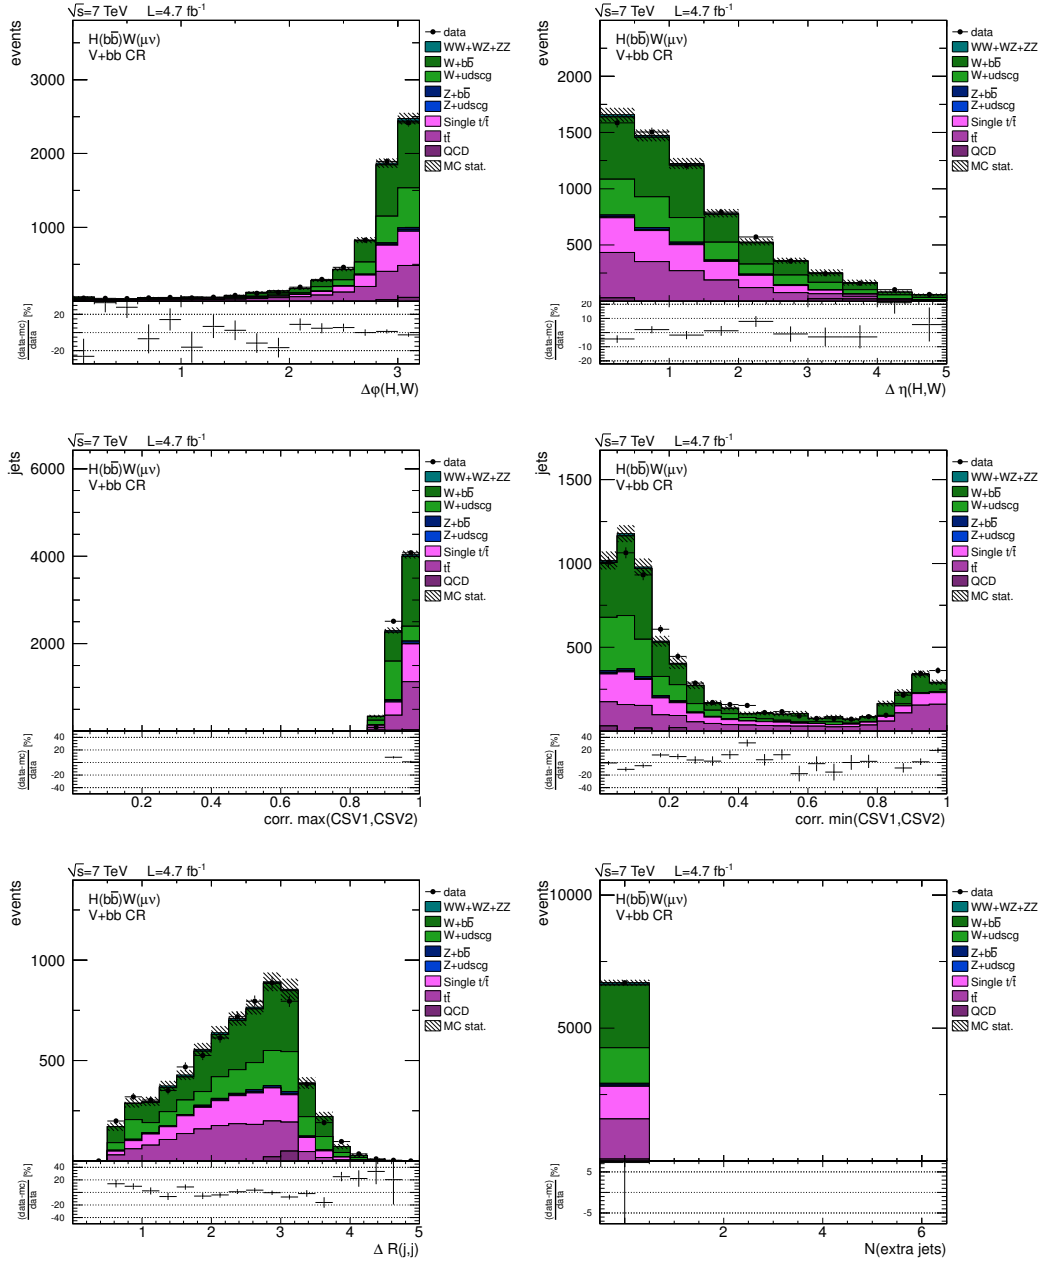 √s=7 TeV L=4.7 fb⁻¹
events
H(bb̅)W(μν)
V+bb CR
3000
2000
1000
data
WW+WZ+ZZ
W+bb̅
W+udscg
Z+bb̅
Z+udscg
Single t/t̅
tt̅
QCD
MC stat.
(data-mc)/data [%]
20
-20
1 2 3
Δφ(H,W)
√s=7 TeV L=4.7 fb⁻¹
events
H(bb̅)W(μν)
V+bb CR
2000
1500
1000
500
data
WW+WZ+ZZ
W+bb̅
W+udscg
Z+bb̅
Z+udscg
Single t/t̅
tt̅
QCD
MC stat.
(data-mc)/data [%]
20
10
0
-10
-20
0 1 2 3 4 5
Δ η(H,W)
√s=7 TeV L=4.7 fb⁻¹
jets
H(bb̅)W(μν)
V+bb CR
6000
4000
2000
data
WW+WZ+ZZ
W+bb̅
W+udscg
Z+bb̅
Z+udscg
Single t/t̅
tt̅
QCD
MC stat.
(data-mc)/data [%]
40
20
0
-20
-40
0.2 0.4 0.6 0.8 1
corr. max(CSV1,CSV2)
√s=7 TeV L=4.7 fb⁻¹
jets
H(bb̅)W(μν)
V+bb CR
1500
1000
500
data
WW+WZ+ZZ
W+bb̅
W+udscg
Z+bb̅
Z+udscg
Single t/t̅
tt̅
QCD
MC stat.
(data-mc)/data [%]
40
20
0
-20
-40
0.2 0.4 0.6 0.8 1
corr. min(CSV1,CSV2)
√s=7 TeV L=4.7 fb⁻¹
events
H(bb̅)W(μν)
V+bb CR
1000
500
data
WW+WZ+ZZ
W+bb̅
W+udscg
Z+bb̅
Z+udscg
Single t/t̅
tt̅
QCD
MC stat.
(data-mc)/data [%]
40
20
0
-20
-40
1 2 3 4 5
Δ R(j,j)
√s=7 TeV L=4.7 fb⁻¹
events
H(bb̅)W(μν)
V+bb CR
10000
5000
data
WW+WZ+ZZ
W+bb̅
W+udscg
Z+bb̅
Z+udscg
Single t/t̅
tt̅
QCD
MC stat.
(data-mc)/data [%]
5
-5
0 2 4 6
N(extra jets)